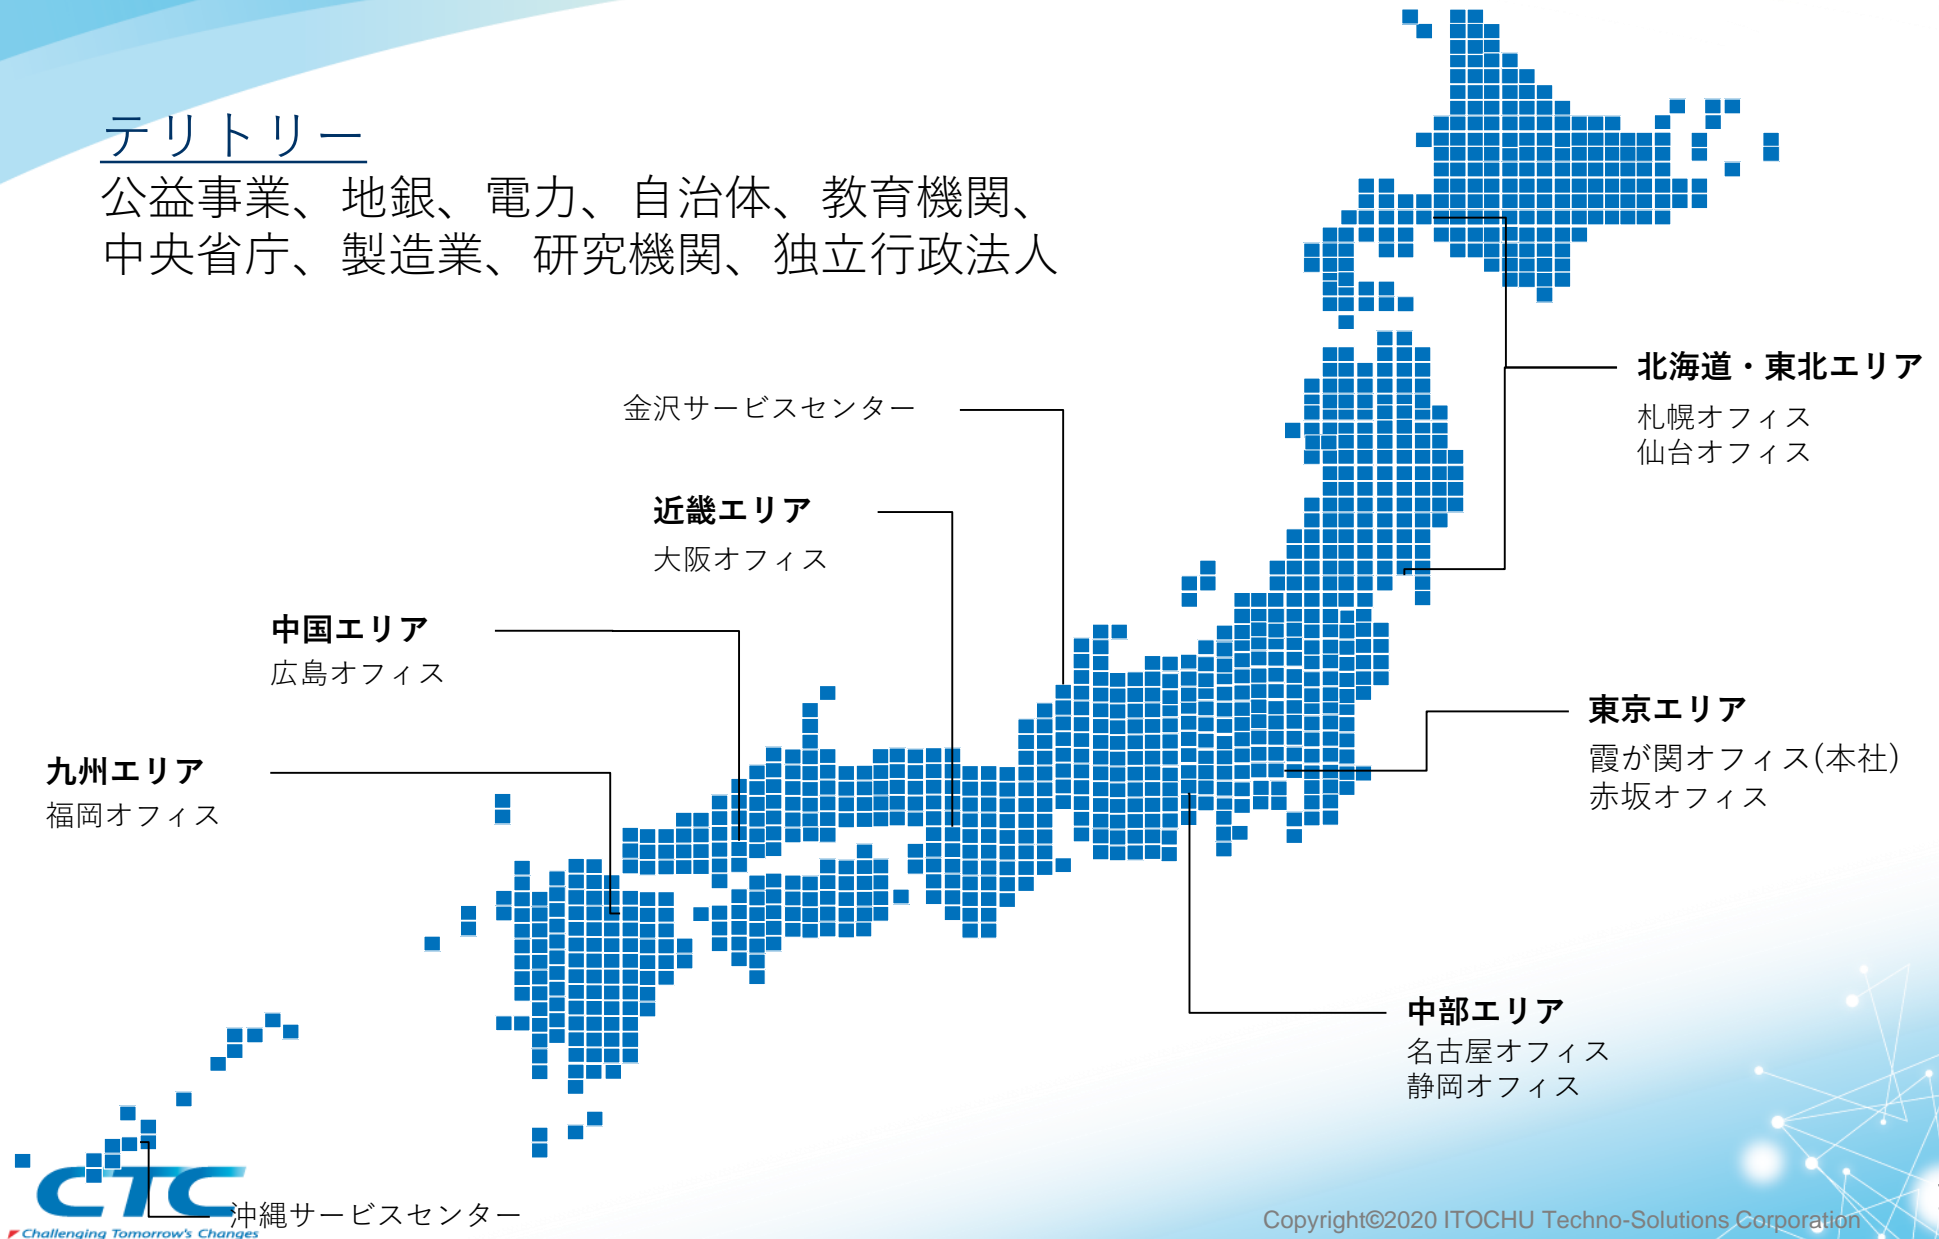 テリトリー
公益事業、地銀、電力、自治体、教育機関、
中央省庁、製造業、研究機関、独立行政法人
北海道・東北エリア
札幌オフィス
仙台オフィス
金沢サービスセンター
近畿エリア
大阪オフィス
中国エリア
広島オフィス
東京エリア
霞が関オフィス(本社)
赤坂オフィス
九州エリア
福岡オフィス
中部エリア
名古屋オフィス
静岡オフィス
沖縄サービスセンター
CTC
Challenging Tomorrow's Changes
Copyright©2020 ITOCHU Techno-Solutions Corporation